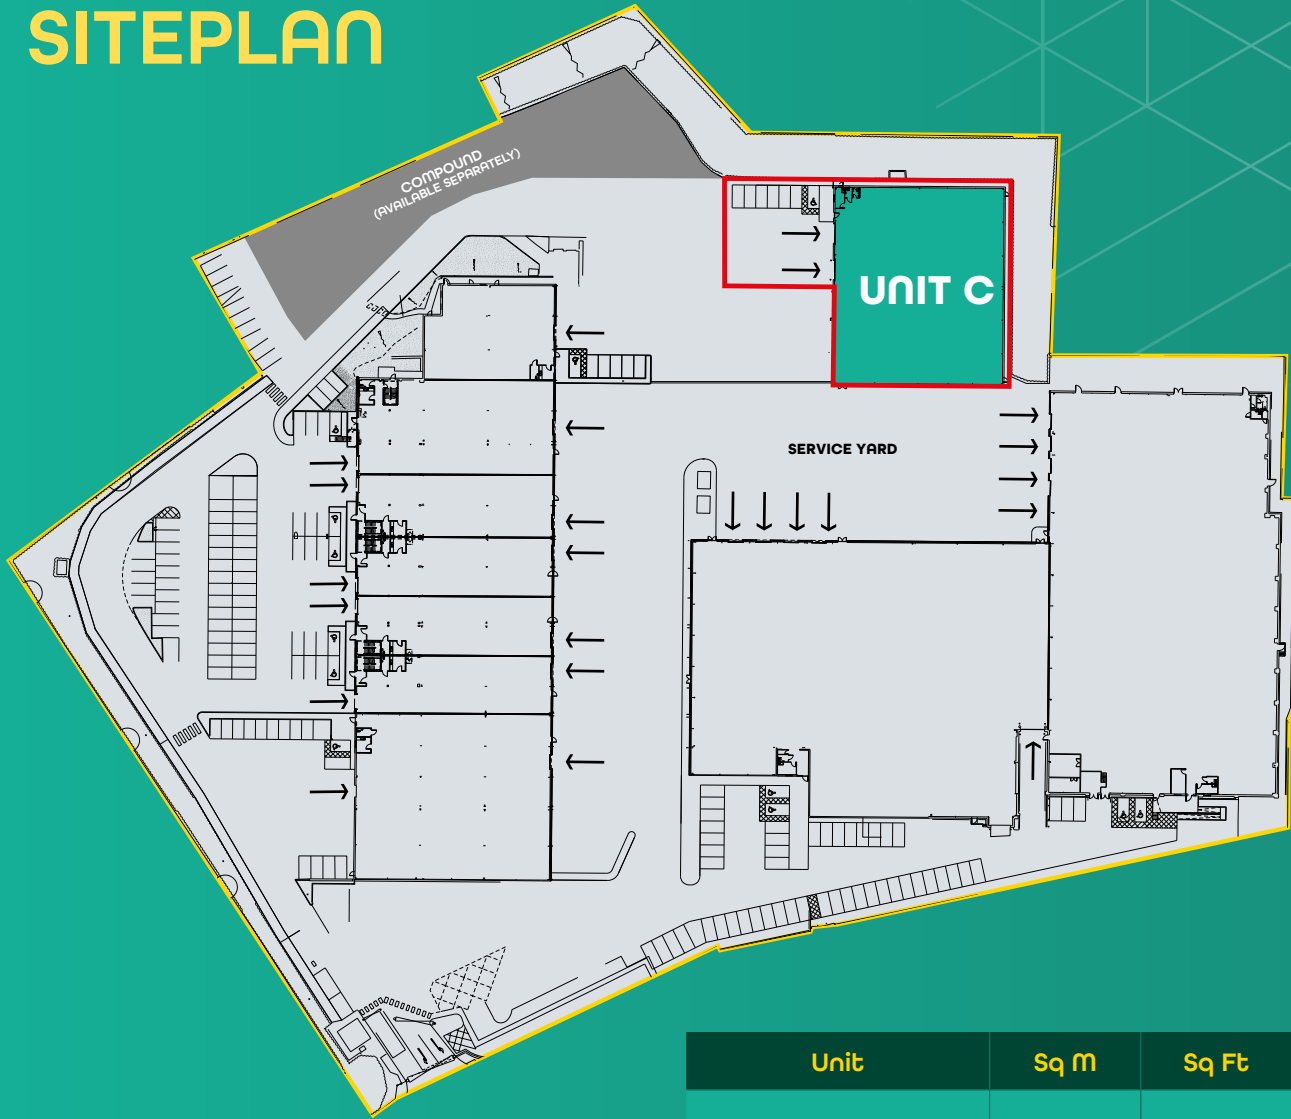 SITEPLAN
COMPOUND
(AVAILABLE SEPARATELY)
UNIT C
SERVICE YARD
Unit Sq M Sq Ft